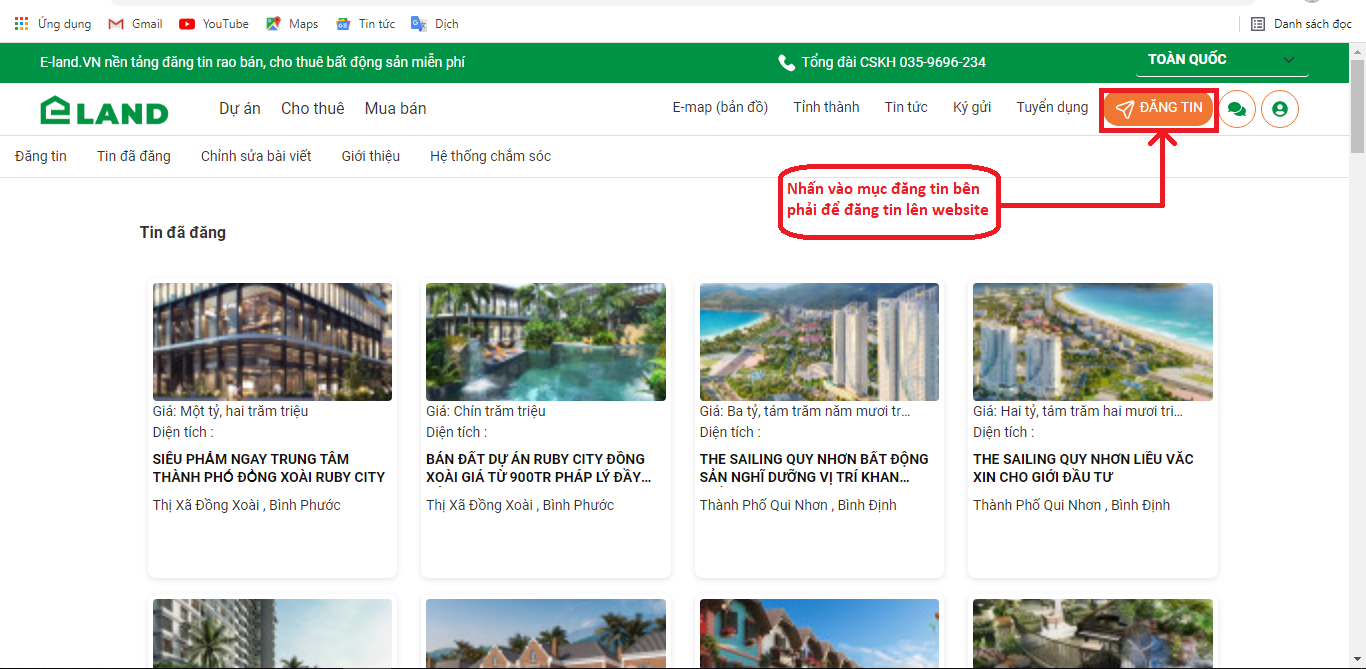 Ứng dụng Gmail YouTube Maps Tin tức Dịch Danh sách đọc
E-land.VN nền tảng đăng tin rao bán, cho thuê bất động sản miễn phí Tổng đài CSKH 035-9696-234 TOÀN QUỐC
eLAND Dự án Cho thuê Mua bán E-map (bản đồ) Tỉnh thành Tin tức Ký gửi Tuyển dụng ĐĂNG TIN
Đăng tin Tin đã đăng Chỉnh sửa bài viết Giới thiệu Hệ thống chắm sóc
Nhấn vào mục đăng tin bên
phải để đăng tin lên website
Tin đã đăng
Giá: Một tỷ, hai trăm triệu
Diện tích :
SIÊU PHẨM NGAY TRUNG TÂM
THÀNH PHỐ ĐỒNG XOÀI RUBY CITY
Thị Xã Đồng Xoài , Bình Phước
Giá: Chín trăm triệu
Diện tích :
BÁN ĐẤT DỰ ÁN RUBY CITY ĐỒNG
XOÀI GIÁ TỪ 900TR PHÁP LÝ ĐẦY...
Thị Xã Đồng Xoài , Bình Phước
Giá: Ba tỷ, tám trăm năm mươi tr...
Diện tích :
THE SAILING QUY NHƠN BẤT ĐỘNG
SẢN NGHĨ DƯỠNG VỊ TRÍ KHAN...
Thành Phố Qui Nhơn , Bình Định
Giá: Hai tỷ, tám trăm hai mươi tri...
Diện tích :
THE SAILING QUY NHƠN LIỀU VẮC
XIN CHO GIỚI ĐẦU TƯ
Thành Phố Qui Nhơn , Bình Định